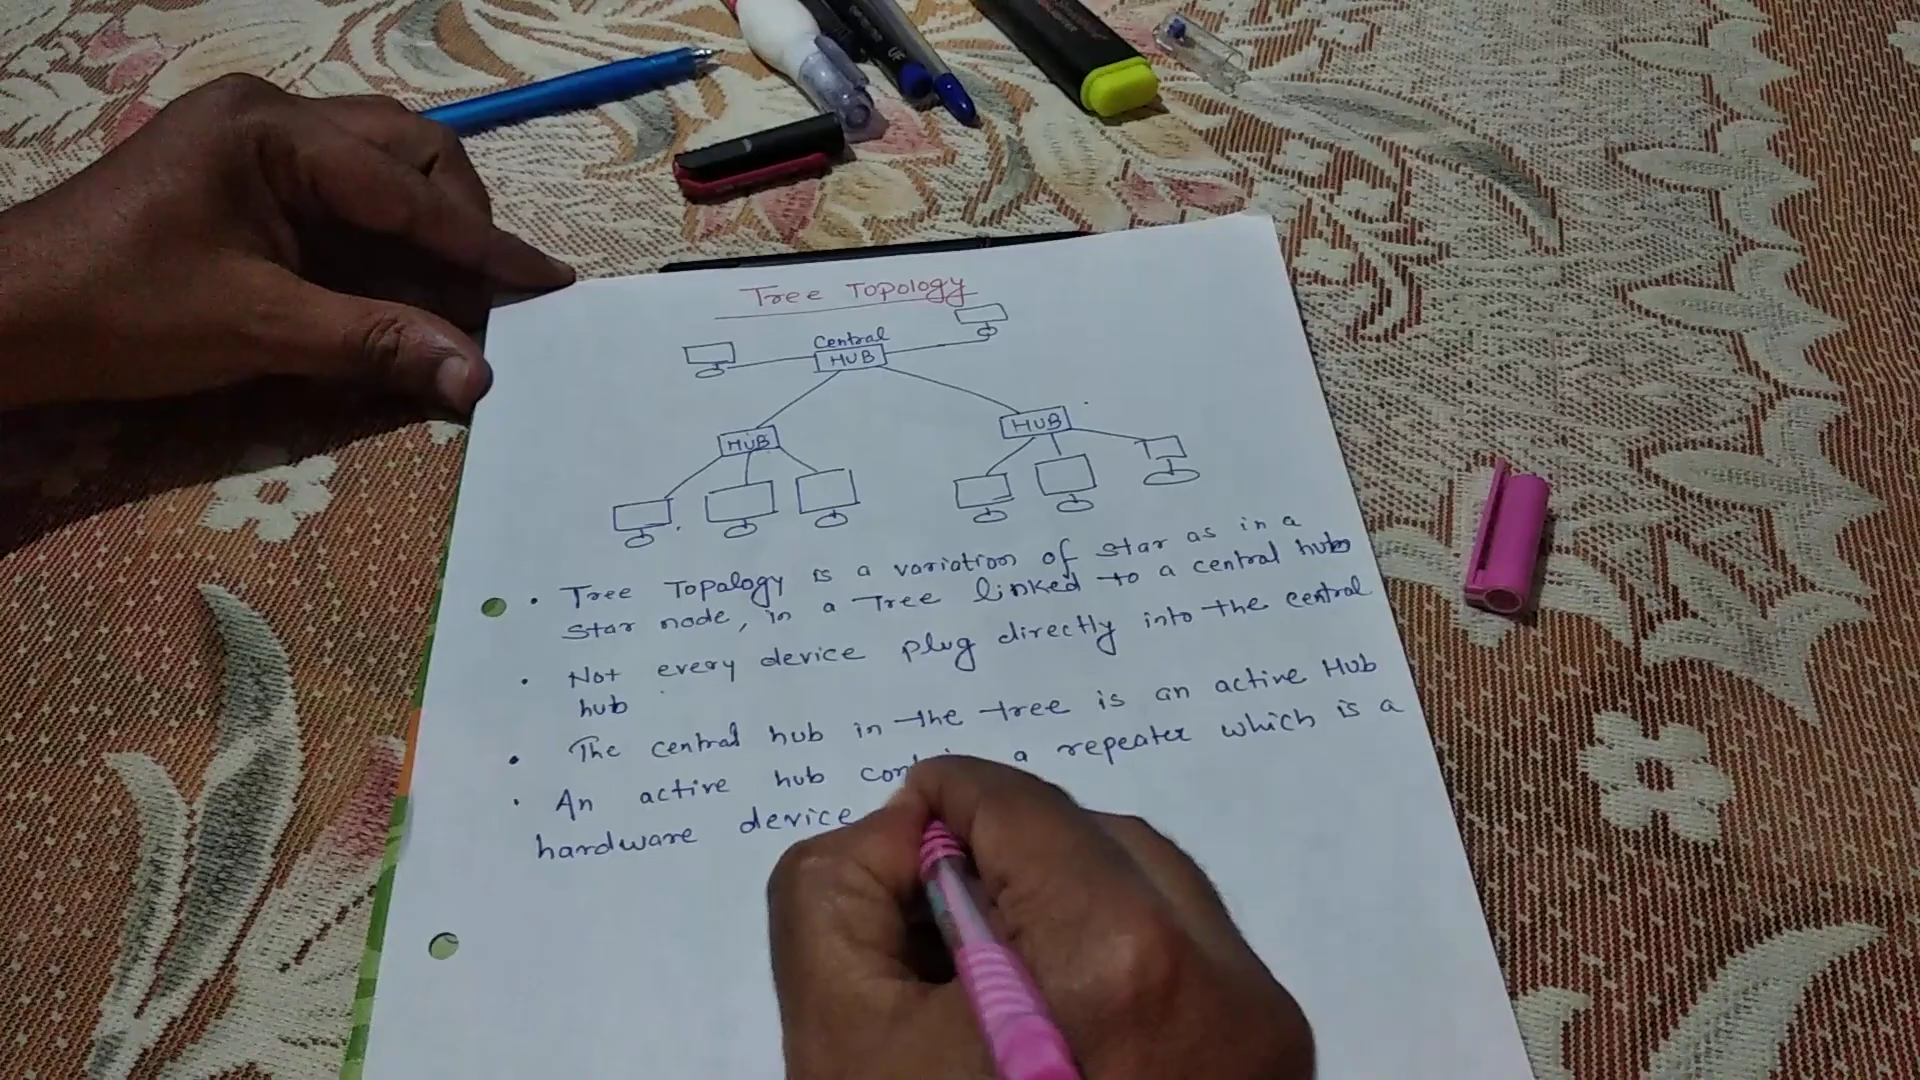 Tree Topology
Central
HUB
HUB
HUB
• Tree Topalogy is a variation of star as in a
star node, in a Tree linked to a central hub
• Not every device plug directly into the central
hub
• The central hub in the tree is an active Hub
• An active hub a repeater which is a
hardware device